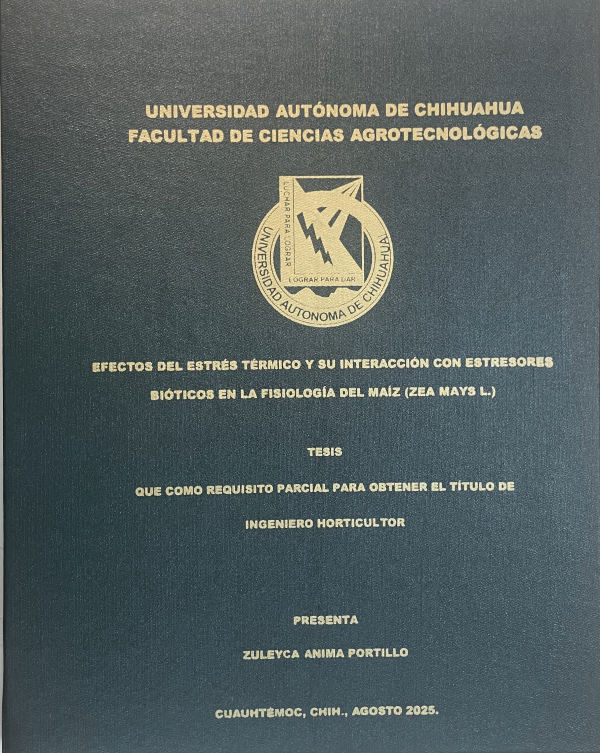 UNIVERSIDAD AUTÓNOMA DE CHIHUAHUA
FACULTAD DE CIENCIAS AGROTECNOLÓGICAS
LUCHAR PARA LOGRAR
LOGRAR PARA DAR
UNIVERSIDAD AUTONOMA DE CHIHUAHUA
EFECTOS DEL ESTRÉS TÉRMICO Y SU INTERACCIÓN CON ESTRESORES
BIÓTICOS EN LA FISIOLOGÍA DEL MAÍZ (ZEA MAYS L.)
TESIS
QUE COMO REQUISITO PARCIAL PARA OBTENER EL TÍTULO DE
INGENIERO HORTICULTOR
PRESENTA
ZULEYCA ANIMA PORTILLO
CUAUHTÉMOC, CHIH., AGOSTO 2025.